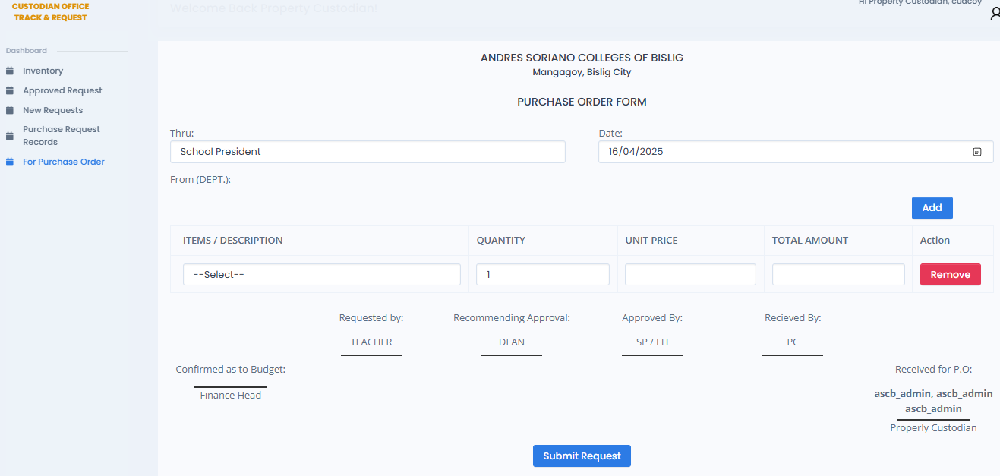 CUSTODIAN OFFICE
TRACK & REQUEST
Welcome Back Property Custodian!
Hi Property Custodian, cudcoy
Dashboard
Inventory
Approved Request
New Requests
Purchase Request
Records
For Purchase Order
ANDRES SORIANO COLLEGES OF BISLIG
Mangagoy, Bislig City
PURCHASE ORDER FORM
Thru: Date:
School President 16/04/2025
From (DEPT.):
Add
ITEMS / DESCRIPTION QUANTITY UNIT PRICE TOTAL AMOUNT Action
--Select-- 1 Remove
Requested by: Recommending Approval: Approved By: Recieved By:
TEACHER DEAN SP / FH PC
Confirmed as to Budget: Received for P.O:
Finance Head
ascb_admin, ascb_admin
ascb_admin
Properly Custodian
Submit Request